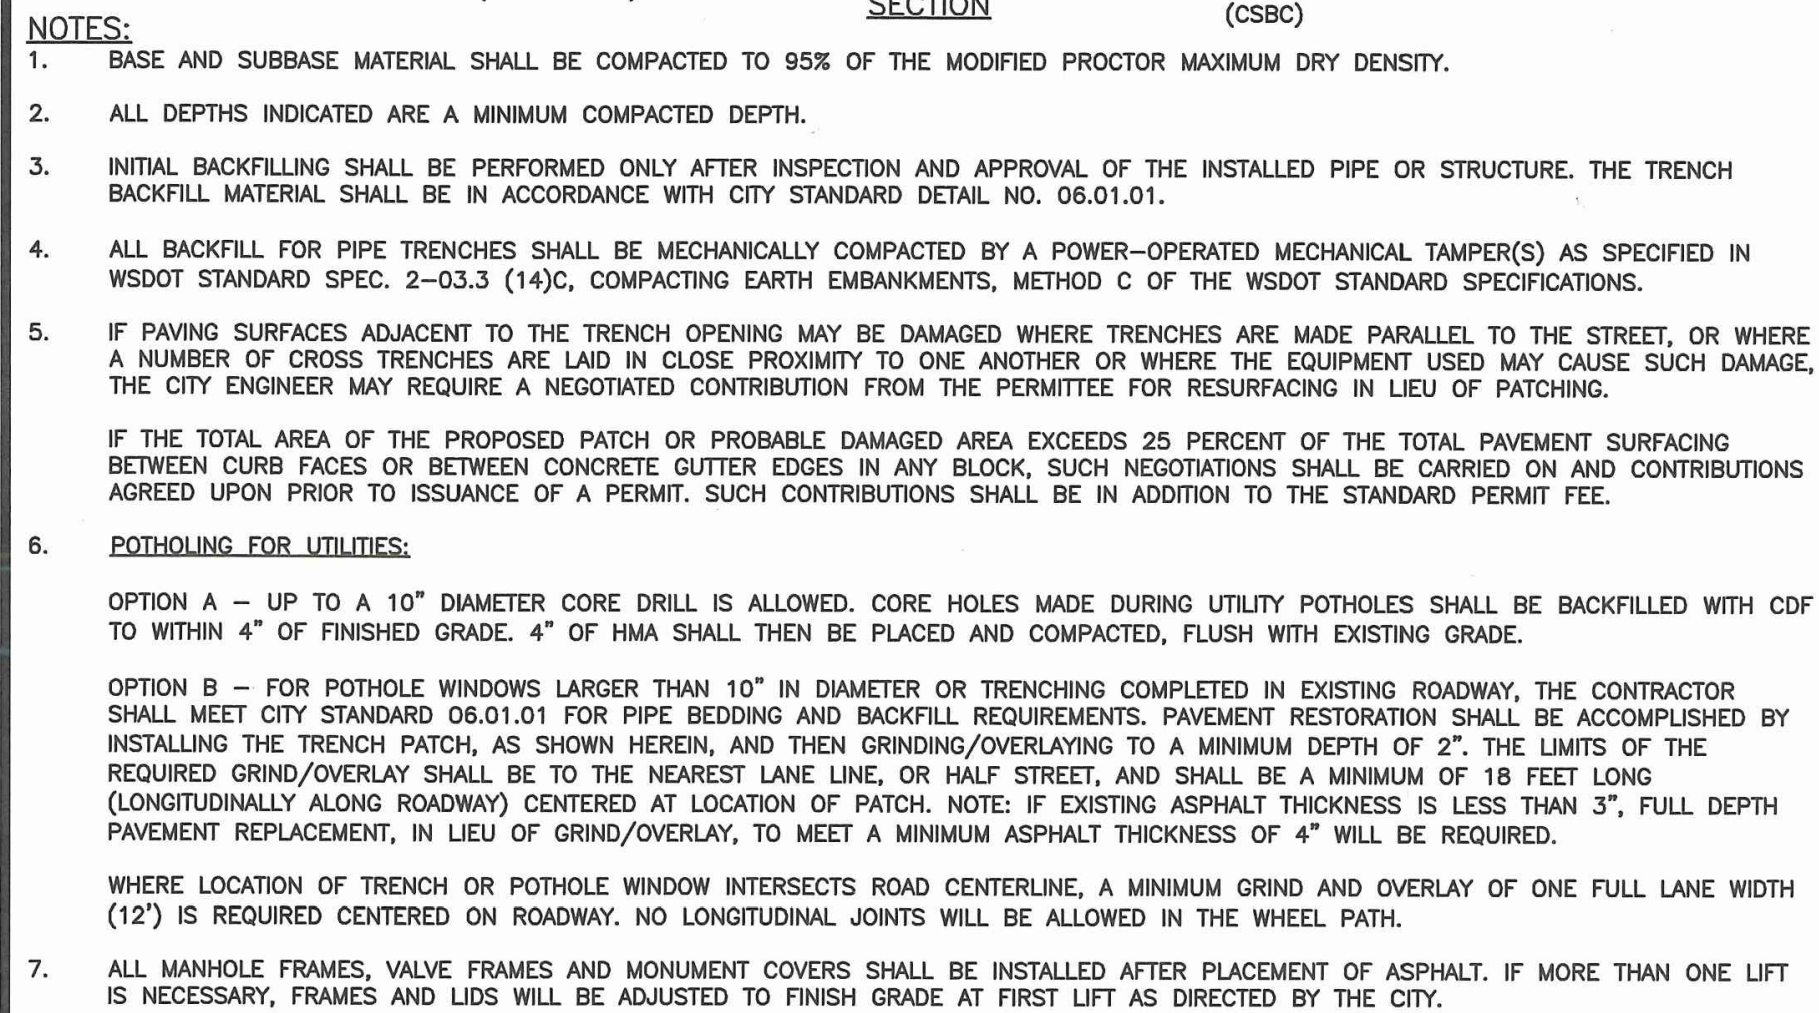 SECTION
(CSBC)
NOTES:
1. BASE AND SUBBASE MATERIAL SHALL BE COMPACTED TO 95% OF THE MODIFIED PROCTOR MAXIMUM DRY DENSITY.
2. ALL DEPTHS INDICATED ARE A MINIMUM COMPACTED DEPTH.
3. INITIAL BACKFILLING SHALL BE PERFORMED ONLY AFTER INSPECTION AND APPROVAL OF THE INSTALLED PIPE OR STRUCTURE. THE TRENCH
BACKFILL MATERIAL SHALL BE IN ACCORDANCE WITH CITY STANDARD DETAIL NO. 06.01.01.
4. ALL BACKFILL FOR PIPE TRENCHES SHALL BE MECHANICALLY COMPACTED BY A POWER-OPERATED MECHANICAL TAMPER(S) AS SPECIFIED IN
WSDOT STANDARD SPEC. 2-03.3 (14)C, COMPACTING EARTH EMBANKMENTS, METHOD C OF THE WSDOT STANDARD SPECIFICATIONS.
5. IF PAVING SURFACES ADJACENT TO THE TRENCH OPENING MAY BE DAMAGED WHERE TRENCHES ARE MADE PARALLEL TO THE STREET, OR WHERE
A NUMBER OF CROSS TRENCHES ARE LAID IN CLOSE PROXIMITY TO ONE ANOTHER OR WHERE THE EQUIPMENT USED MAY CAUSE SUCH DAMAGE,
THE CITY ENGINEER MAY REQUIRE A NEGOTIATED CONTRIBUTION FROM THE PERMITTEE FOR RESURFACING IN LIEU OF PATCHING.
IF THE TOTAL AREA OF THE PROPOSED PATCH OR PROBABLE DAMAGED AREA EXCEEDS 25 PERCENT OF THE TOTAL PAVEMENT SURFACING
BETWEEN CURB FACES OR BETWEEN CONCRETE GUTTER EDGES IN ANY BLOCK, SUCH NEGOTIATIONS SHALL BE CARRIED ON AND CONTRIBUTIONS
AGREED UPON PRIOR TO ISSUANCE OF A PERMIT. SUCH CONTRIBUTIONS SHALL BE IN ADDITION TO THE STANDARD PERMIT FEE.
6. POTHOLING FOR UTILITIES:
OPTION A – UP TO A 10" DIAMETER CORE DRILL IS ALLOWED. CORE HOLES MADE DURING UTILITY POTHOLES SHALL BE BACKFILLED WITH CDF
TO WITHIN 4" OF FINISHED GRADE. 4" OF HMA SHALL THEN BE PLACED AND COMPACTED, FLUSH WITH EXISTING GRADE.
OPTION B – FOR POTHOLE WINDOWS LARGER THAN 10" IN DIAMETER OR TRENCHING COMPLETED IN EXISTING ROADWAY, THE CONTRACTOR
SHALL MEET CITY STANDARD 06.01.01 FOR PIPE BEDDING AND BACKFILL REQUIREMENTS. PAVEMENT RESTORATION SHALL BE ACCOMPLISHED BY
INSTALLING THE TRENCH PATCH, AS SHOWN HEREIN, AND THEN GRINDING/OVERLAYING TO A MINIMUM DEPTH OF 2". THE LIMITS OF THE
REQUIRED GRIND/OVERLAY SHALL BE TO THE NEAREST LANE LINE, OR HALF STREET, AND SHALL BE A MINIMUM OF 18 FEET LONG
(LONGITUDINALLY ALONG ROADWAY) CENTERED AT LOCATION OF PATCH. NOTE: IF EXISTING ASPHALT THICKNESS IS LESS THAN 3", FULL DEPTH
PAVEMENT REPLACEMENT, IN LIEU OF GRIND/OVERLAY, TO MEET A MINIMUM ASPHALT THICKNESS OF 4" WILL BE REQUIRED.
WHERE LOCATION OF TRENCH OR POTHOLE WINDOW INTERSECTS ROAD CENTERLINE, A MINIMUM GRIND AND OVERLAY OF ONE FULL LANE WIDTH
(12') IS REQUIRED CENTERED ON ROADWAY. NO LONGITUDINAL JOINTS WILL BE ALLOWED IN THE WHEEL PATH.
7. ALL MANHOLE FRAMES, VALVE FRAMES AND MONUMENT COVERS SHALL BE INSTALLED AFTER PLACEMENT OF ASPHALT. IF MORE THAN ONE LIFT
IS NECESSARY, FRAMES AND LIDS WILL BE ADJUSTED TO FINISH GRADE AT FIRST LIFT AS DIRECTED BY THE CITY.